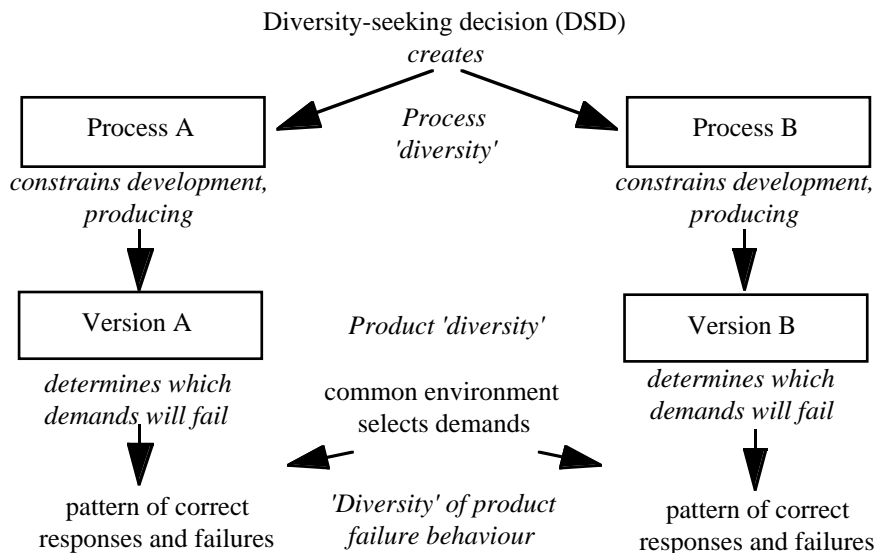 Diversity-seeking decision (DSD)
creates
Process A
Process
'diversity'
Process B
constrains development,
producing
constrains development,
producing
Version A
Product 'diversity'
Version B
determines which
demands will fail
common environment
selects demands
determines which
demands will fail
pattern of correct
responses and failures
'Diversity' of product
failure behaviour
pattern of correct
responses and failures